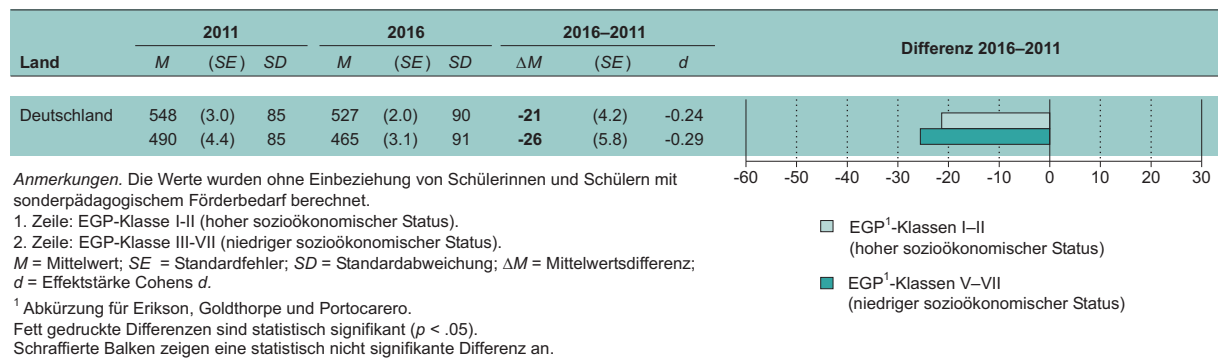 2011 2016 2016–2011 Differenz 2016–2011
Land M (SE) SD M (SE) SD ΔM (SE) d
Deutschland 548 (3.0) 85 527 (2.0) 90 -21 (4.2) -0.24
490 (4.4) 85 465 (3.1) 91 -26 (5.8) -0.29
-60 -50 -40 -30 -20 -10 0 10 20 30
Anmerkungen. Die Werte wurden ohne Einbeziehung von Schülerinnen und Schülern mit
sonderpädagogischem Förderbedarf berechnet.
1. Zeile: EGP-Klasse I-II (hoher sozioökonomischer Status).
2. Zeile: EGP-Klasse III-VII (niedriger sozioökonomischer Status).
M = Mittelwert; SE = Standardfehler; SD = Standardabweichung; ΔM = Mittelwertsdifferenz;
d = Effektstärke Cohens d.
1 Abkürzung für Erikson, Goldthorpe und Portocarero.
Fett gedruckte Differenzen sind statistisch signifikant (p < .05).
Schraffierte Balken zeigen eine statistisch nicht signifikante Differenz an.
EGP1-Klassen I–II
(hoher sozioökonomischer Status)
EGP1-Klassen V–VII
(niedriger sozioökonomischer Status)